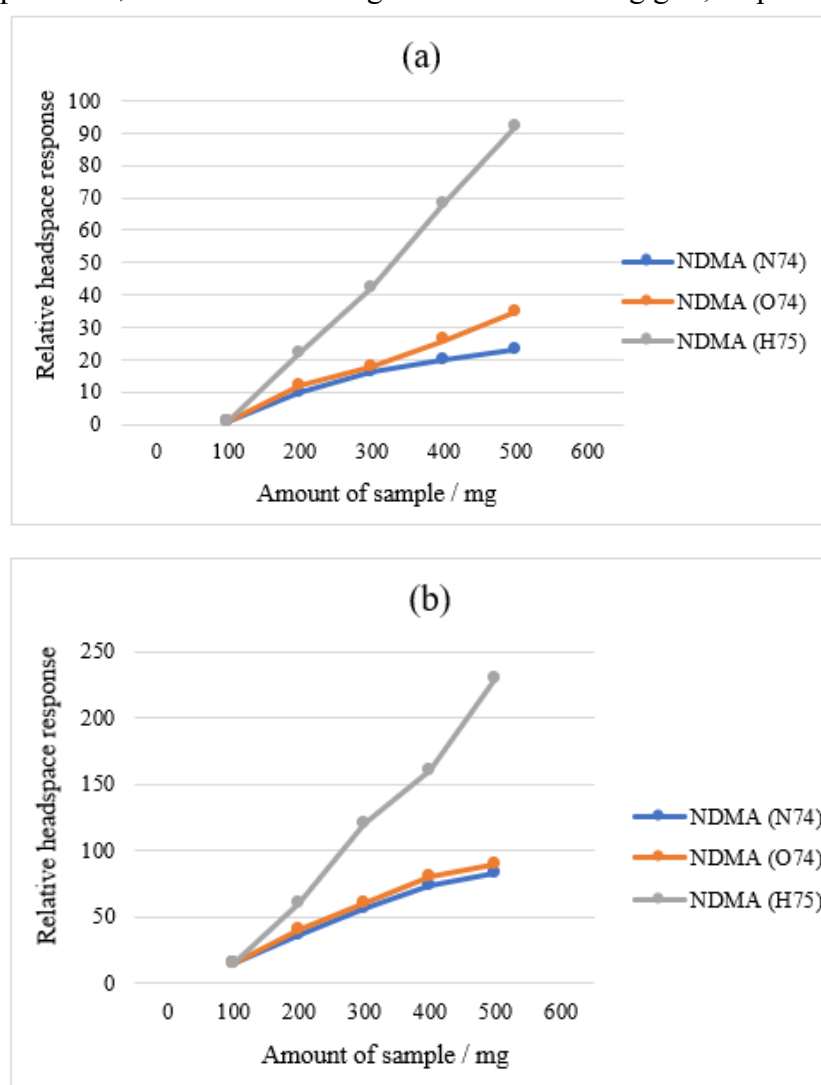 (a)
Relative headspace response
100
90
80
70
60
50
40
30
20
10
0
0 100 200 300 400 500 600
Amount of sample / mg
NDMA (N74)
NDMA (O74)
NDMA (H75)
(b)
Relative headspace response
250
200
150
100
50
0
0 100 200 300 400 500 600
Amount of sample / mg
NDMA (N74)
NDMA (O74)
NDMA (H75)